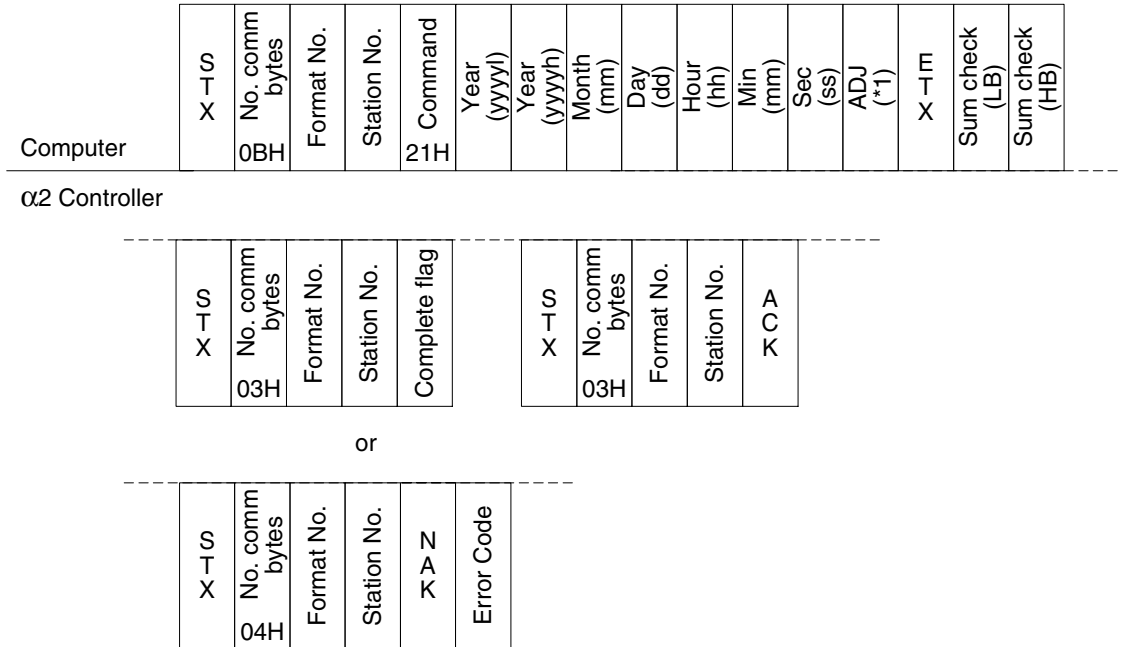 STX
No. comm bytes
0BH
Format No.
Station No.
Command
21H
Year (yyyyl)
Year (yyyyh)
Month (mm)
Day (dd)
Hour (hh)
Min (mm)
Sec (ss)
ADJ (*1)
ETX
Sum check (LB)
Sum check (HB)
Computer
α2 Controller
STX
No. comm bytes
03H
Format No.
Station No.
Complete flag
STX
No. comm bytes
03H
Format No.
Station No.
ACK
or
STX
No. comm bytes
04H
Format No.
Station No.
NAK
Error Code